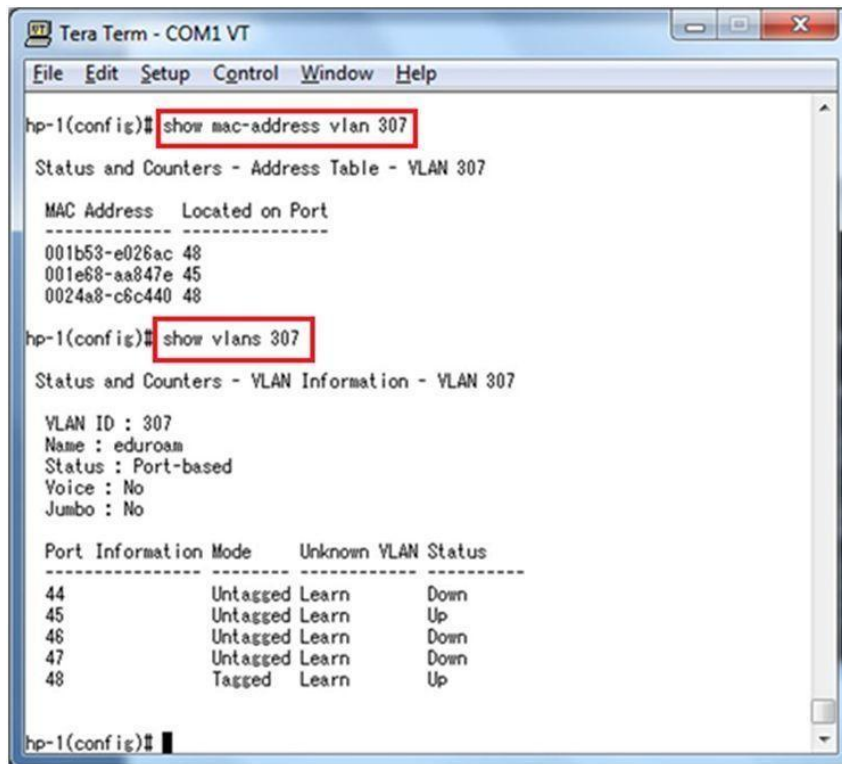 Tera Term - COM1 VT
File Edit Setup Control Window Help
hp-1(config)# show mac-address vlan 307
Status and Counters - Address Table - VLAN 307
MAC Address Located on Port
------------- ---------------
001b53-e026ac 48
001e68-aa847e 45
0024a8-c6c440 48
hp-1(config)# show vlans 307
Status and Counters - VLAN Information - VLAN 307
VLAN ID : 307
Name : eduroam
Status : Port-based
Voice : No
Jumbo : No
Port Information Mode Unknown VLAN Status
---------------- -------- ------------ ----------
44 Untagged Learn Down
45 Untagged Learn Up
46 Untagged Learn Down
47 Untagged Learn Down
48 Tagged Learn Up
hp-1(config)#